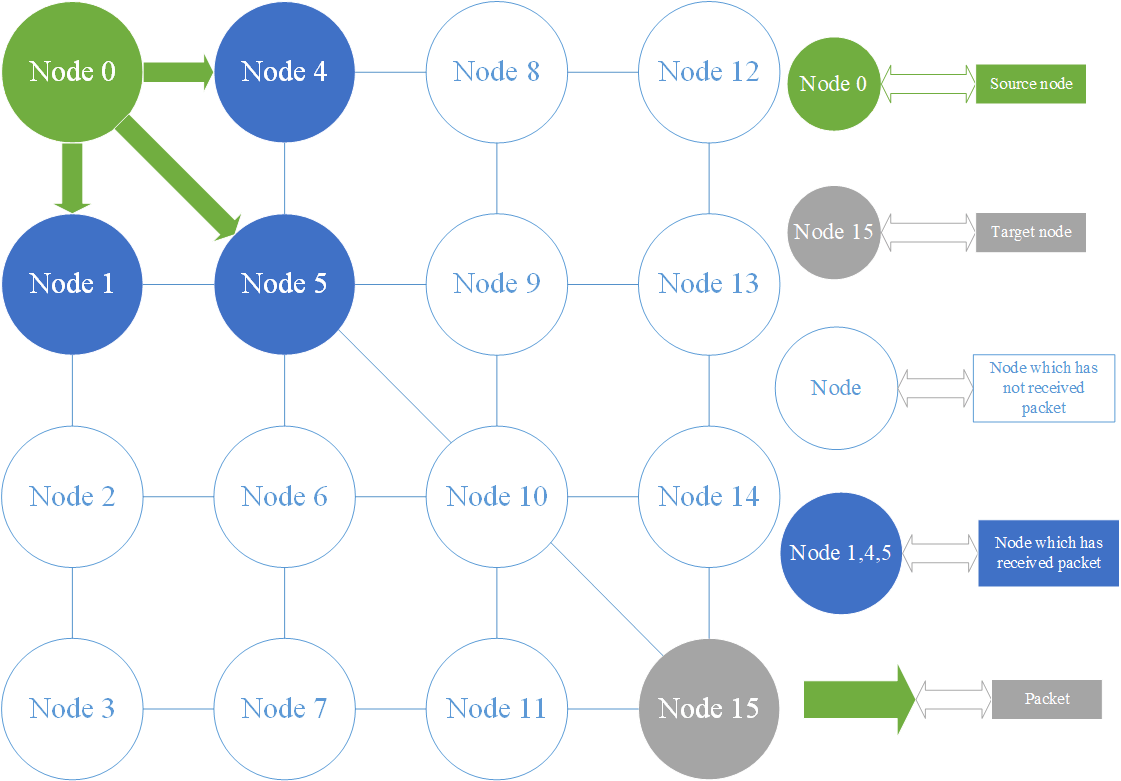 Node 0
Node 4
Node 8
Node 12
Node 1
Node 5
Node 9
Node 13
Node 2
Node 6
Node 10
Node 14
Node 3
Node 7
Node 11
Node 15
Node 0
Source node
Node 15
Target node
Node
Node which has
not received
packet
Node 1,4,5
Node which has
received packet
Packet